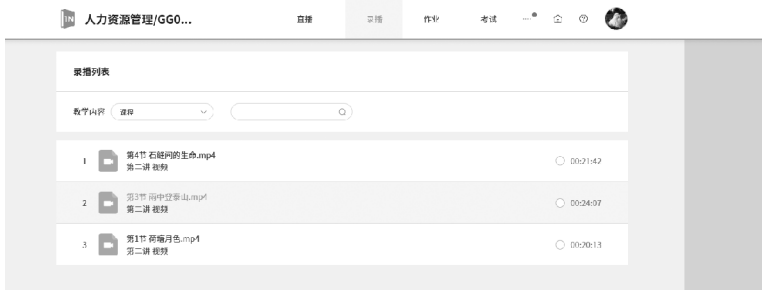 1N 人力资源管理/GG0... 直播 录播 作业 考试 ...
录播列表
教学内容 课程
1 第4节 石缝间的生命.mp4 00:21:42
第二讲 视频
2 第3节 雨中登泰山.mp4 00:24:07
第二讲 视频
3 第1节 荷塘月色.mp4 00:20:13
第二讲 视频